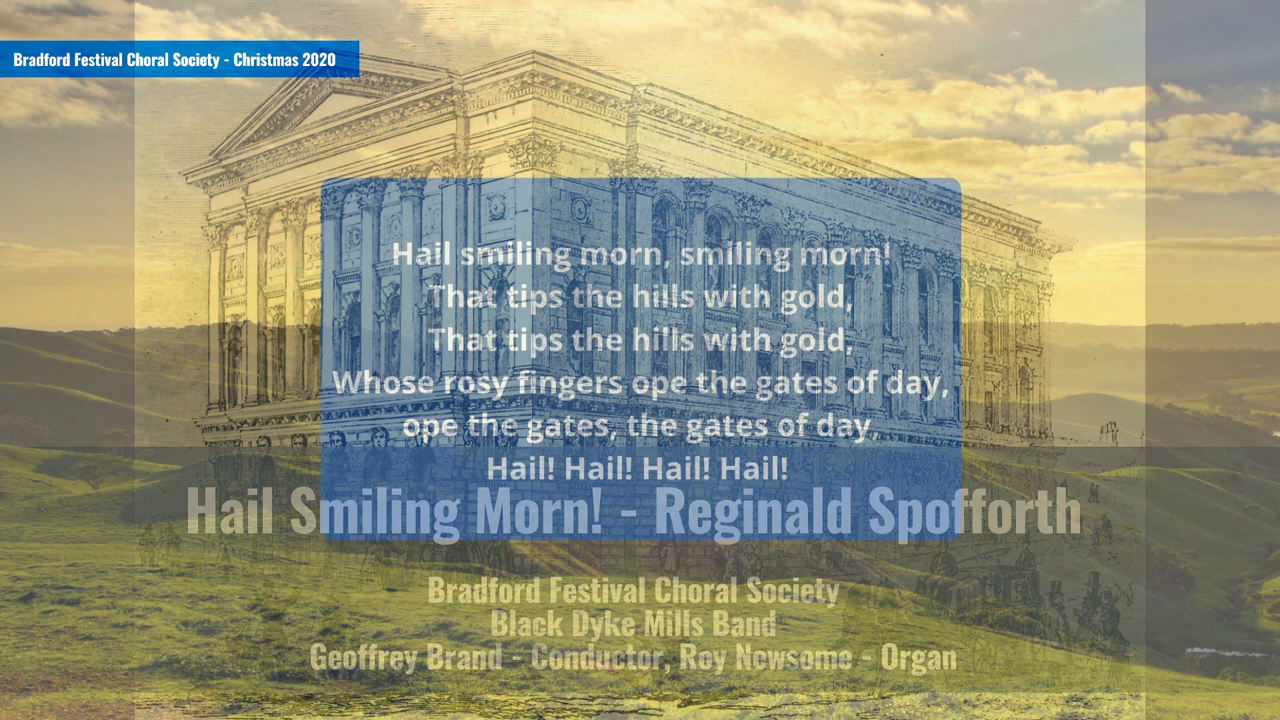 Bradford Festival Choral Society - Christmas 2020
Hail smiling morn, smiling morn!
That tips the hills with gold,
That tips the hills with gold,
Whose rosy fingers ope the gates of day,
ope the gates, the gates of day,
Hail! Hail! Hail! Hail!
Hail Smiling Morn! - Reginald Spofforth
Bradford Festival Choral Society
Black Dyke Mills Band
Geoffrey Brand - Conductor, Roy Newsome - Organ